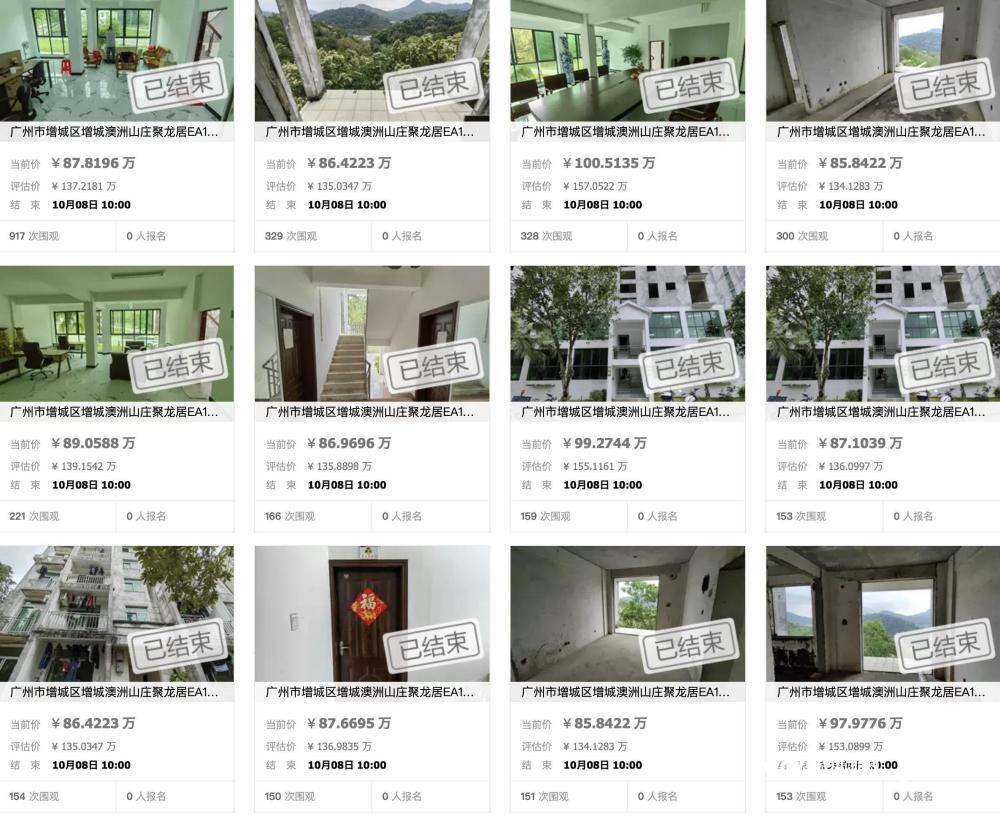 已结束
已结束
已结束
已结束
广州市增城区增城澳洲山庄聚龙居EA1...
广州市增城区增城澳洲山庄聚龙居EA1...
广州市增城区增城澳洲山庄聚龙居EA1...
广州市增城区增城澳洲山庄聚龙居EA1...
当前价 ¥ 87.8196 万
当前价 ¥ 86.4223 万
当前价 ¥ 100.5135 万
当前价 ¥ 85.8422 万
评估价 ¥ 137.2181 万
评估价 ¥ 135.0347 万
评估价 ¥ 157.0522 万
评估价 ¥ 134.1283 万
结 束 10月08日 10:00
结 束 10月08日 10:00
结 束 10月08日 10:00
结 束 10月08日 10:00
917 次围观 0 人报名
329 次围观 0 人报名
328 次围观 0 人报名
300 次围观 0 人报名
已结束
已结束
已结束
已结束
广州市增城区增城澳洲山庄聚龙居EA1...
广州市增城区增城澳洲山庄聚龙居EA1...
广州市增城区增城澳洲山庄聚龙居EA1...
广州市增城区增城澳洲山庄聚龙居EA1...
当前价 ¥ 89.0588 万
当前价 ¥ 86.9696 万
当前价 ¥ 99.2744 万
当前价 ¥ 87.1039 万
评估价 ¥ 139.1542 万
评估价 ¥ 135.8898 万
评估价 ¥ 155.1161 万
评估价 ¥ 136.0997 万
结 束 10月08日 10:00
结 束 10月08日 10:00
结 束 10月08日 10:00
结 束 10月08日 10:00
221 次围观 0 人报名
166 次围观 0 人报名
159 次围观 0 人报名
153 次围观 0 人报名
福
已结束
已结束
已结束
已结束
广州市增城区增城澳洲山庄聚龙居EA1...
广州市增城区增城澳洲山庄聚龙居EA1...
广州市增城区增城澳洲山庄聚龙居EA1...
广州市增城区增城澳洲山庄聚龙居EA1...
当前价 ¥ 86.4223 万
当前价 ¥ 87.6695 万
当前价 ¥ 85.8422 万
当前价 ¥ 97.9776 万
评估价 ¥ 135.0347 万
评估价 ¥ 136.9835 万
评估价 ¥ 134.1283 万
评估价 ¥ 153.0899 万
结 束 10月08日 10:00
结 束 10月08日 10:00
结 束 10月08日 10:00
结 束 10月08日 10:00
154 次围观 0 人报名
150 次围观 0 人报名
151 次围观 0 人报名
153 次围观 0 人报名